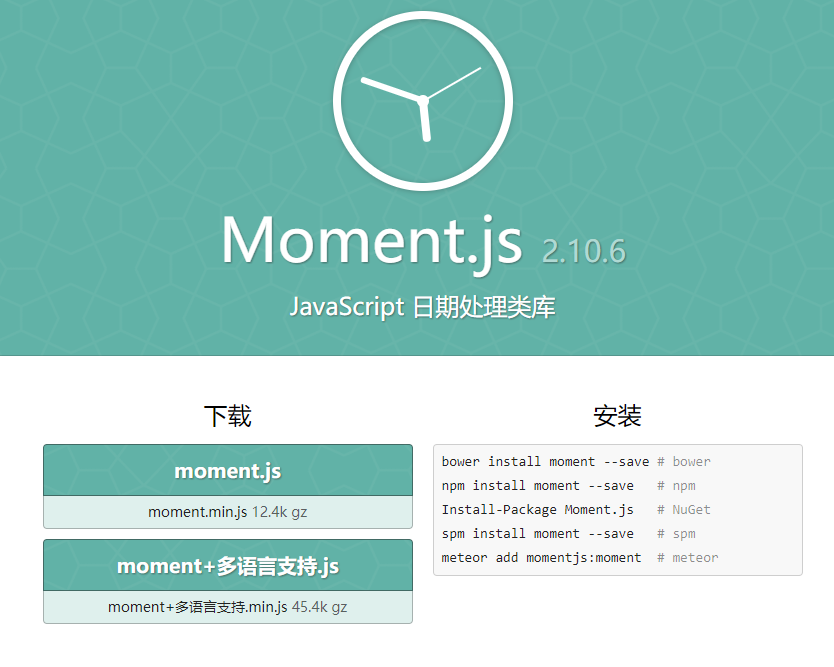 Moment.js 2.10.6
JavaScript 日期处理类库
下载
moment.js
moment.min.js 12.4k gz
moment+多语言支持.js
moment+多语言支持.min.js 45.4k gz
安装
bower install moment --save # bower
npm install moment --save # npm
Install-Package Moment.js # NuGet
spm install moment --save # spm
meteor add momentjs:moment # meteor